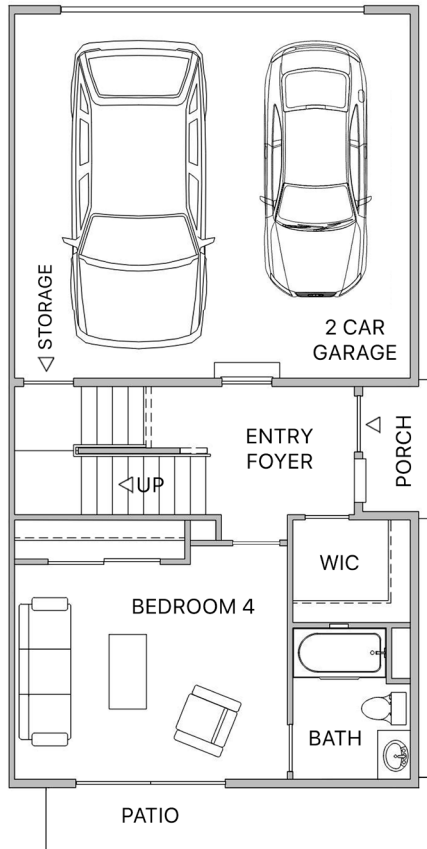 STORAGE
2 CAR
GARAGE
ENTRY
FOYER
PORCH
UP
WIC
BEDROOM 4
BATH
PATIO